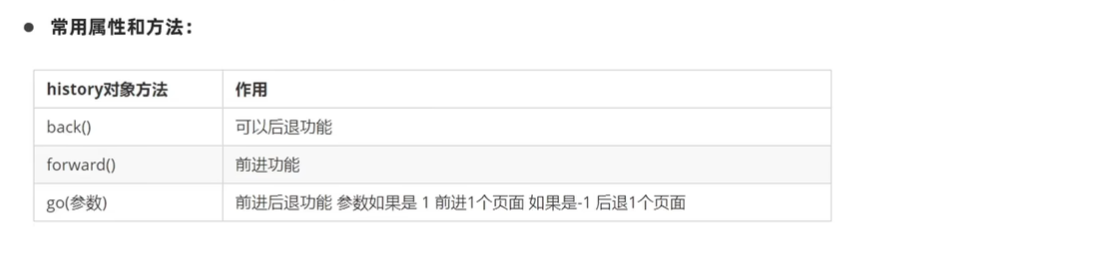 常用属性和方法：
history对象方法 作用
back() 可以后退功能
forward() 前进功能
go(参数) 前进后退功能 参数如果是 1 前进1个页面 如果是-1 后退1个页面